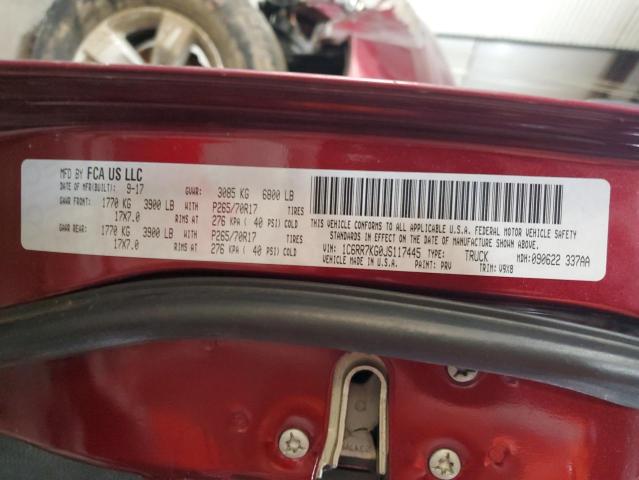 MFD BY FCA US LLC
DATE OF MFR(BUILT): 9-17 GVWR: 3085 KG 6800 LB
GWAR FRONT: 1770 KG 3900 LB WITH P265/70R17 TIRES
17X7.0 RIMS AT 276 KPA ( 40 PSI) COLD
GWAR REAR: 1770 KG 3900 LB WITH P265/70R17 TIRES
17X7.0 RIMS AT 276 KPA ( 40 PSI) COLD
THIS VEHICLE CONFORMS TO ALL APPLICABLE U.S.A. FEDERAL MOTOR VEHICLE SAFETY
STANDARDS IN EFFECT ON THE DATE OF MANUFACTURE SHOWN ABOVE.
VIN: 1C6RR7KG0JS117445 TYPE: TRUCK MDH: 090622 337AA
VEHICLE MADE IN U.S.A. PAINT: PRV TRIM: V9X8